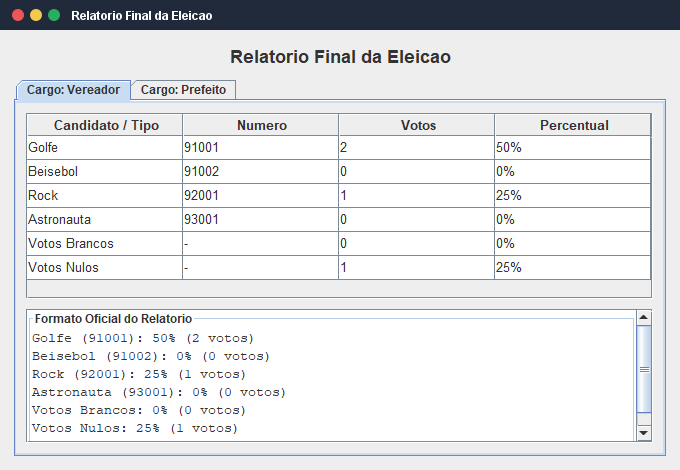 Relatorio Final da Eleicao
Relatorio Final da Eleicao
Cargo: Vereador Cargo: Prefeito
Candidato / Tipo Numero Votos Percentual
Golfe 91001 2 50%
Beisebol 91002 0 0%
Rock 92001 1 25%
Astronauta 93001 0 0%
Votos Brancos - 0 0%
Votos Nulos - 1 25%
Formato Oficial do Relatorio
Golfe (91001): 50% (2 votos)
Beisebol (91002): 0% (0 votos)
Rock (92001): 25% (1 votos)
Astronauta (93001): 0% (0 votos)
Votos Brancos: 0% (0 votos)
Votos Nulos: 25% (1 votos)